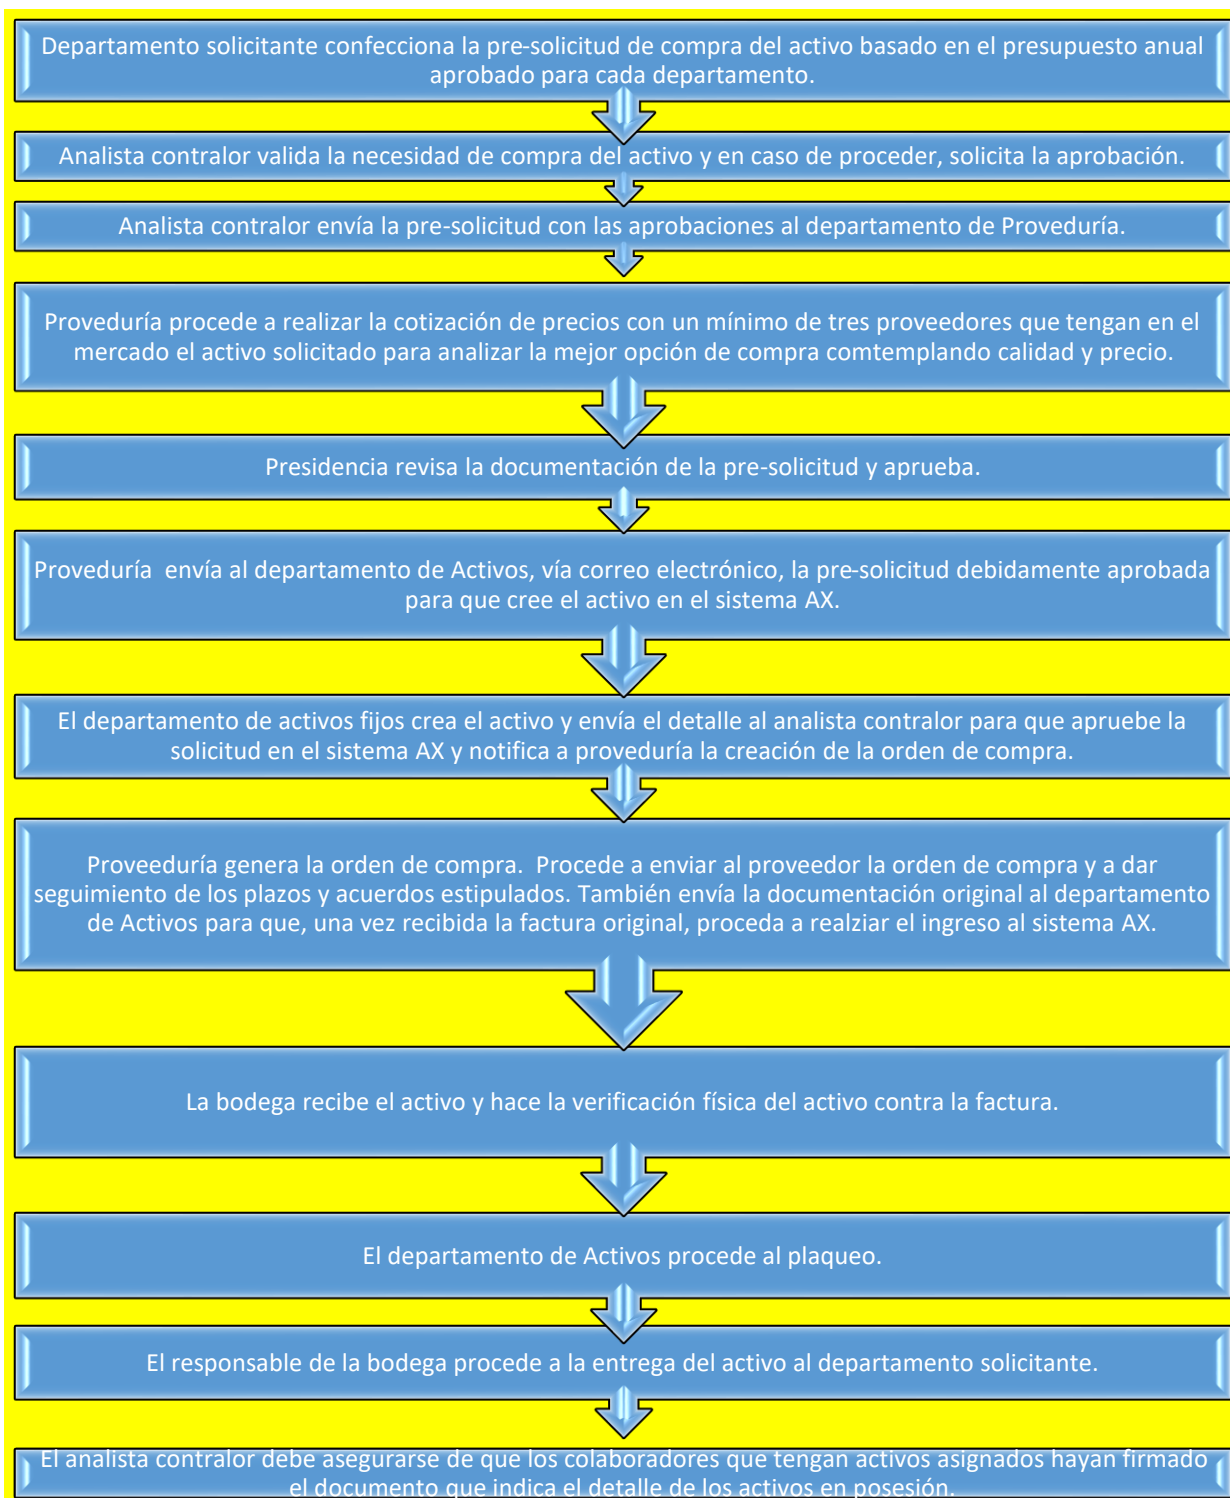 Departamento solicitante confecciona la pre-solicitud de compra del activo basado en el presupuesto anual
aprobado para cada departamento.
Analista contralor valida la necesidad de compra del activo y en caso de proceder, solicita la aprobación.
Analista contralor envía la pre-solicitud con las aprobaciones al departamento de Proveduría.
Proveduría procede a realizar la cotización de precios con un mínimo de tres proveedores que tengan en el
mercado el activo solicitado para analizar la mejor opción de compra comtemplando calidad y precio.
Presidencia revisa la documentación de la pre-solicitud y aprueba.
Proveduría envía al departamento de Activos, vía correo electrónico, la pre-solicitud debidamente aprobada
para que cree el activo en el sistema AX.
El departamento de activos fijos crea el activo y envía el detalle al analista contralor para que apruebe la
solicitud en el sistema AX y notifica a proveduría la creación de la orden de compra.
Proveeduría genera la orden de compra. Procede a enviar al proveedor la orden de compra y a dar
seguimiento de los plazos y acuerdos estipulados. También envía la documentación original al departamento
de Activos para que, una vez recibida la factura original, proceda a realziar el ingreso al sistema AX.
La bodega recibe el activo y hace la verificación física del activo contra la factura.
El departamento de Activos procede al plaqueo.
El responsable de la bodega procede a la entrega del activo al departamento solicitante.
El analista contralor debe asegurarse de que los colaboradores que tengan activos asignados hayan firmado
el documento que indica el detalle de los activos en posesión.